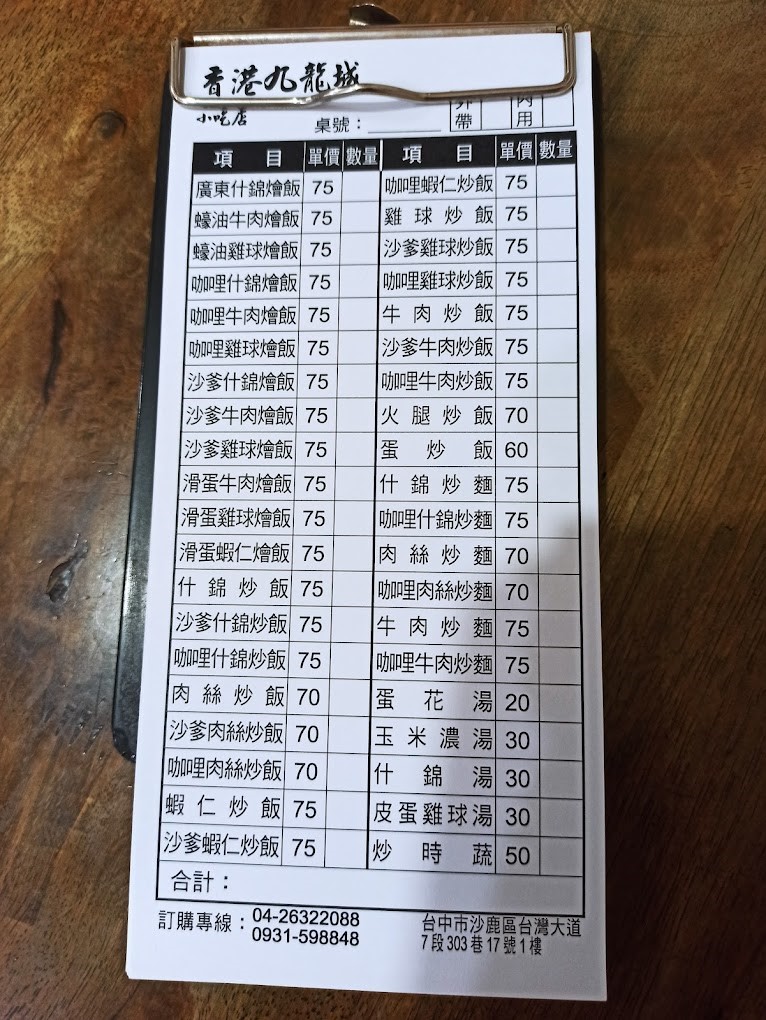 香港九龍城
小吃店
桌號：
外帶
內用
項目 單價 數量 項目 單價 數量
廣東什錦燴飯 75 咖哩蝦仁炒飯 75
蠔油牛肉燴飯 75 雞球炒飯 75
蠔油雞球燴飯 75 沙爹雞球炒飯 75
咖哩什錦燴飯 75 咖哩雞球炒飯 75
咖哩牛肉燴飯 75 牛肉炒飯 75
咖哩雞球燴飯 75 沙爹牛肉炒飯 75
沙爹什錦燴飯 75 咖哩牛肉炒飯 75
沙爹牛肉燴飯 75 火腿炒飯 70
沙爹雞球燴飯 75 蛋炒飯 60
滑蛋牛肉燴飯 75 什錦炒麵 75
滑蛋雞球燴飯 75 咖哩什錦炒麵 75
滑蛋蝦仁燴飯 75 肉絲炒麵 70
什錦炒飯 75 咖哩肉絲炒麵 70
沙爹什錦炒飯 75 牛肉炒麵 75
咖哩什錦炒飯 75 咖哩牛肉炒麵 75
肉絲炒飯 70 蛋花湯 20
沙爹肉絲炒飯 70 玉米濃湯 30
咖哩肉絲炒飯 70 什錦湯 30
蝦仁炒飯 75 皮蛋雞球湯 30
沙爹蝦仁炒飯 75 炒時蔬 50
合計：
訂購專線：04-26322088
0931-598848
台中市沙鹿區台灣大道
7段303巷17號1樓